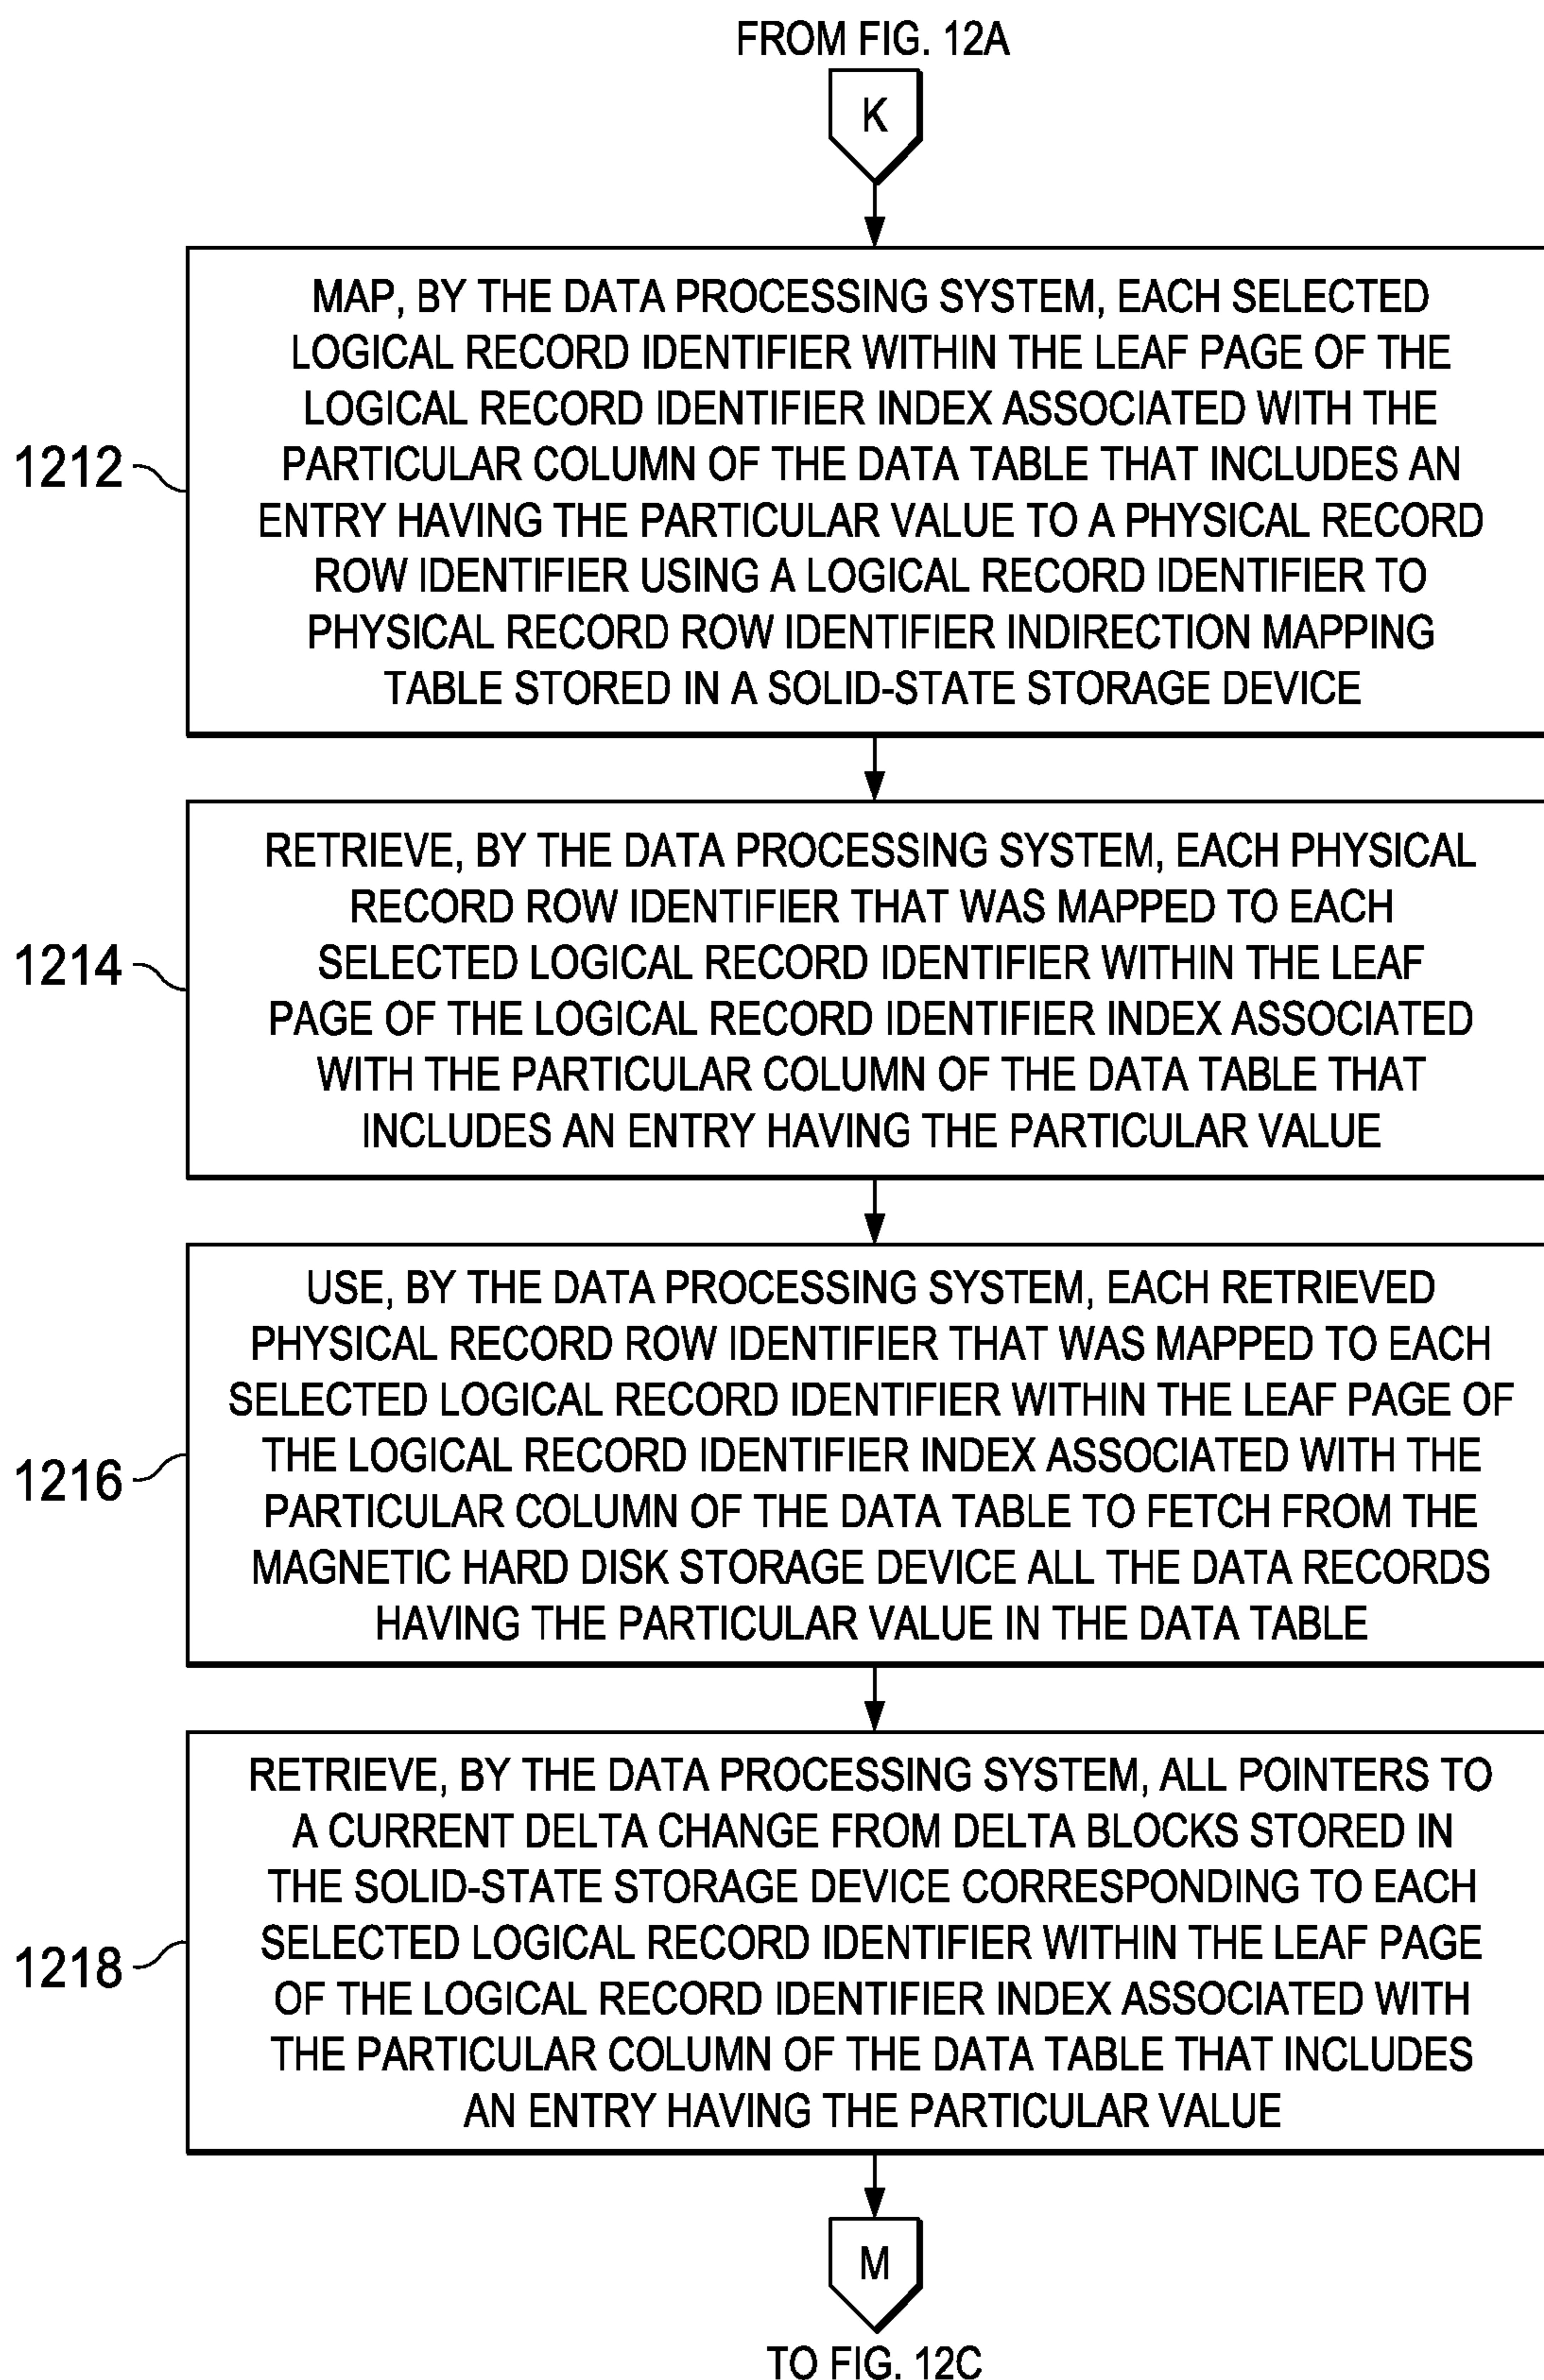 FROM FIG. 12A
K
MAP, BY THE DATA PROCESSING SYSTEM, EACH SELECTED
LOGICAL RECORD IDENTIFIER WITHIN THE LEAF PAGE OF THE
LOGICAL RECORD IDENTIFIER INDEX ASSOCIATED WITH THE
1212
PARTICULAR COLUMN OF THE DATA TABLE THAT INCLUDES AN
ENTRY HAVING THE PARTICULAR VALUE TO A PHYSICAL RECORD
ROW IDENTIFIER USING A LOGICAL RECORD IDENTIFIER TO
PHYSICAL RECORD ROW IDENTIFIER INDIRECTION MAPPING
TABLE STORED IN A SOLID-STATE STORAGE DEVICE
RETRIEVE, BY THE DATA PROCESSING SYSTEM, EACH PHYSICAL
RECORD ROW IDENTIFIER THAT WAS MAPPED TO EACH
1214
SELECTED LOGICAL RECORD IDENTIFIER WITHIN THE LEAF
PAGE OF THE LOGICAL RECORD IDENTIFIER INDEX ASSOCIATED
WITH THE PARTICULAR COLUMN OF THE DATA TABLE THAT
INCLUDES AN ENTRY HAVING THE PARTICULAR VALUE
USE, BY THE DATA PROCESSING SYSTEM, EACH RETRIEVED
PHYSICAL RECORD ROW IDENTIFIER THAT WAS MAPPED TO EACH
SELECTED LOGICAL RECORD IDENTIFIER WITHIN THE LEAF PAGE OF
THE LOGICAL RECORD IDENTIFIER INDEX ASSOCIATED WITH THE
1216
PARTICULAR COLUMN OF THE DATA TABLE TO FETCH FROM THE
MAGNETIC HARD DISK STORAGE DEVICE ALL THE DATA RECORDS
HAVING THE PARTICULAR VALUE IN THE DATA TABLE
RETRIEVE, BY THE DATA PROCESSING SYSTEM, ALL POINTERS TO
A CURRENT DELTA CHANGE FROM DELTA BLOCKS STORED IN
THE SOLID-STATE STORAGE DEVICE CORRESPONDING TO EACH
SELECTED LOGICAL RECORD IDENTIFIER WITHIN THE LEAF PAGE
1218
OF THE LOGICAL RECORD IDENTIFIER INDEX ASSOCIATED WITH
THE PARTICULAR COLUMN OF THE DATA TABLE THAT INCLUDES
AN ENTRY HAVING THE PARTICULAR VALUE
M
TO FIG. 12C